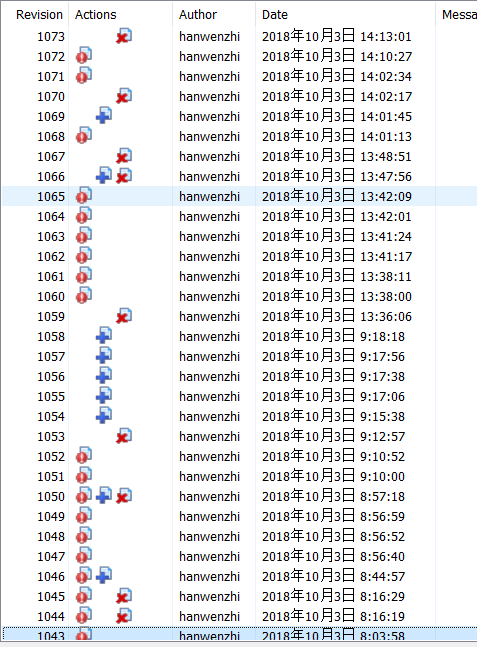 Revision Actions Author Date Messa
1073 hanwenzhi 2018年10月3日 14:13:01
1072 hanwenzhi 2018年10月3日 14:10:27
1071 hanwenzhi 2018年10月3日 14:02:34
1070 hanwenzhi 2018年10月3日 14:02:17
1069 hanwenzhi 2018年10月3日 14:01:45
1068 hanwenzhi 2018年10月3日 14:01:13
1067 hanwenzhi 2018年10月3日 13:48:51
1066 hanwenzhi 2018年10月3日 13:47:56
1065 hanwenzhi 2018年10月3日 13:42:09
1064 hanwenzhi 2018年10月3日 13:42:01
1063 hanwenzhi 2018年10月3日 13:41:24
1062 hanwenzhi 2018年10月3日 13:41:17
1061 hanwenzhi 2018年10月3日 13:38:11
1060 hanwenzhi 2018年10月3日 13:38:00
1059 hanwenzhi 2018年10月3日 13:36:06
1058 hanwenzhi 2018年10月3日 9:18:18
1057 hanwenzhi 2018年10月3日 9:17:56
1056 hanwenzhi 2018年10月3日 9:17:38
1055 hanwenzhi 2018年10月3日 9:17:06
1054 hanwenzhi 2018年10月3日 9:15:38
1053 hanwenzhi 2018年10月3日 9:12:57
1052 hanwenzhi 2018年10月3日 9:10:52
1051 hanwenzhi 2018年10月3日 9:10:00
1050 hanwenzhi 2018年10月3日 8:57:18
1049 hanwenzhi 2018年10月3日 8:56:59
1048 hanwenzhi 2018年10月3日 8:56:52
1047 hanwenzhi 2018年10月3日 8:56:40
1046 hanwenzhi 2018年10月3日 8:44:57
1045 hanwenzhi 2018年10月3日 8:16:29
1044 hanwenzhi 2018年10月3日 8:16:19
1043 hanwenzhi 2018年10月3日 8:03:58